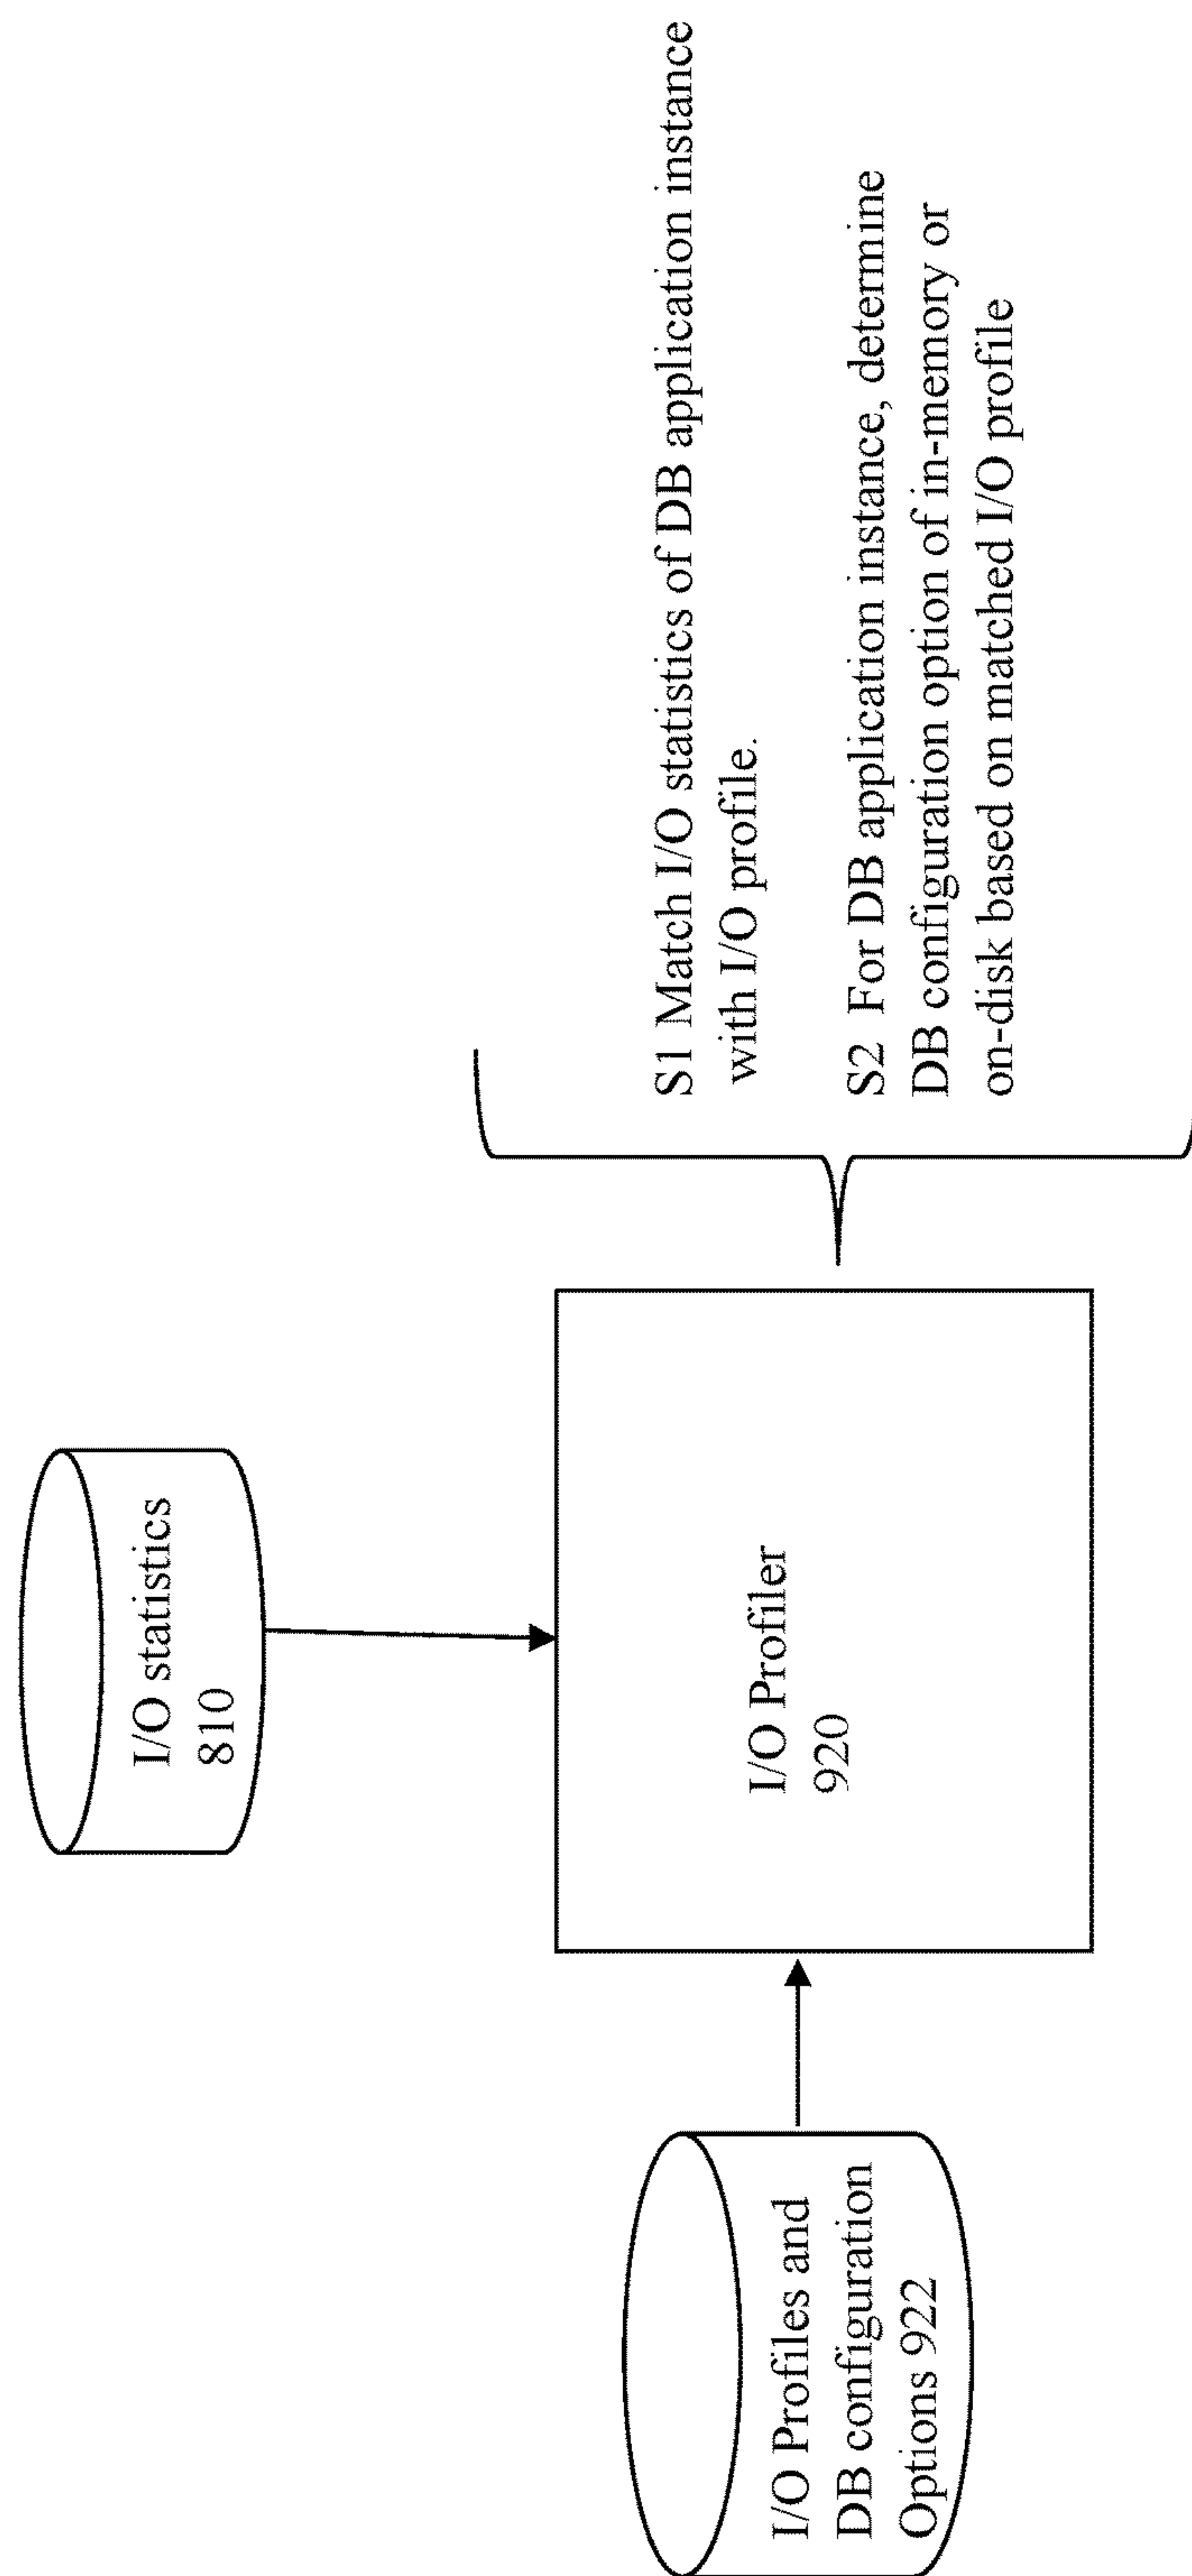 I/O statistics
810
I/O Profiles and
DB configuration
Options 922
I/O Profiler
920
S1 Match I/O statistics of DB application instance
with I/O profile.
S2 For DB application instance, determine
DB configuration option of in-memory or
on-disk based on matched I/O profile